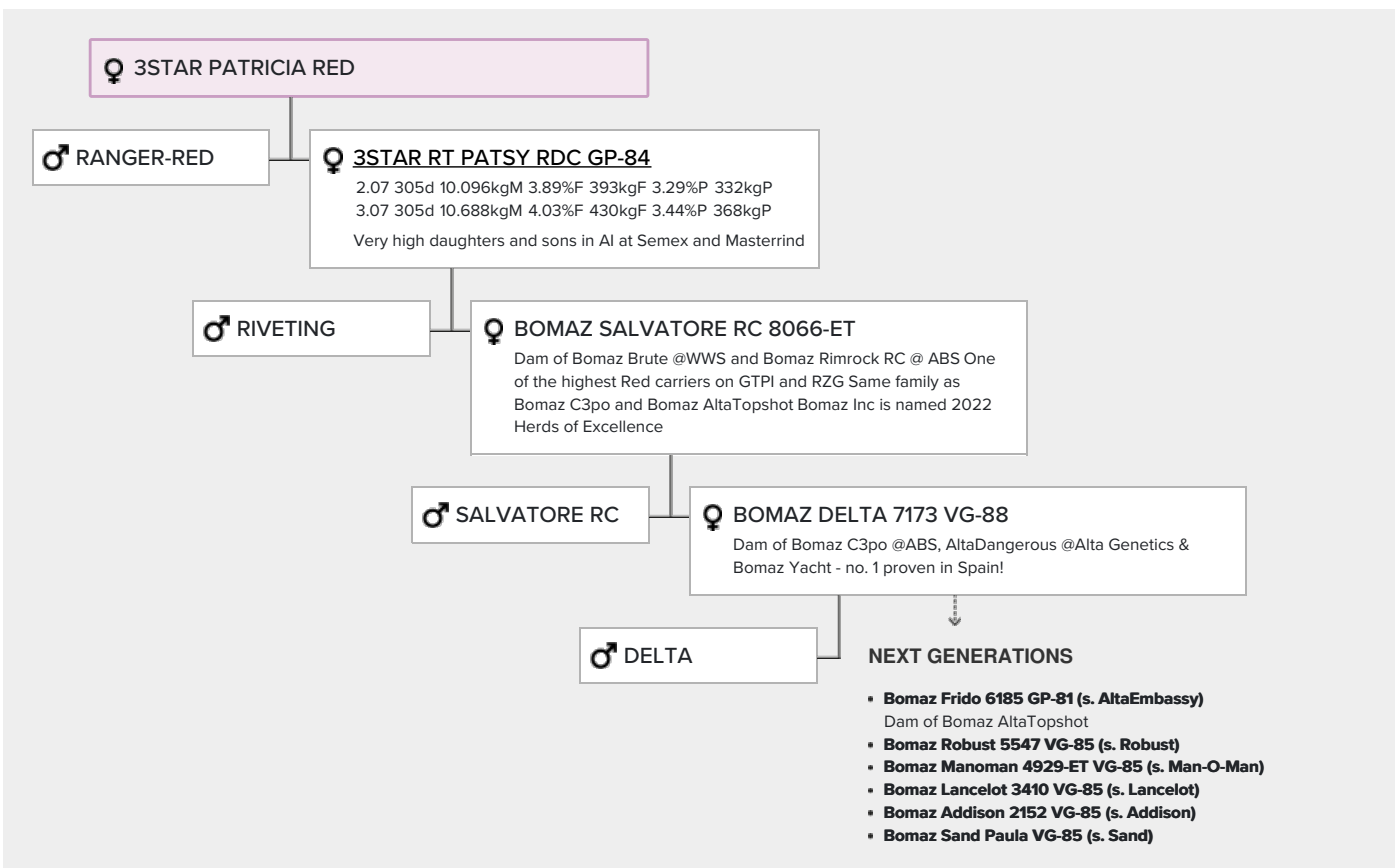 3STAR PATRICIA RED
RANGER-RED
3STAR RT PATSY RDC GP-84
2.07 305d 10.096kgM 3.89%F 393kgF 3.29%P 332kgP
3.07 305d 10.688kgM 4.03%F 430kgF 3.44%P 368kgP
Very high daughters and sons in AI at Semex and Masterrind
RIVETING
BOMAZ SALVATORE RC 8066-ET
Dam of Bomaz Brute @WWS and Bomaz Rimrock RC @ ABS One
of the highest Red carriers on GTPI and RZG Same family as
Bomaz C3po and Bomaz AltaTopshot Bomaz Inc is named 2022
Herds of Excellence
SALVATORE RC
BOMAZ DELTA 7173 VG-88
Dam of Bomaz C3po @ABS, AltaDangerous @Alta Genetics &
Bomaz Yacht - no. 1 proven in Spain!
DELTA
NEXT GENERATIONS
• Bomaz Frido 6185 GP-81 (s. AltaEmbassy)
Dam of Bomaz AltaTopshot
• Bomaz Robust 5547 VG-85 (s. Robust)
• Bomaz Manoman 4929-ET VG-85 (s. Man-O-Man)
• Bomaz Lancelot 3410 VG-85 (s. Lancelot)
• Bomaz Addison 2152 VG-85 (s. Addison)
• Bomaz Sand Paula VG-85 (s. Sand)